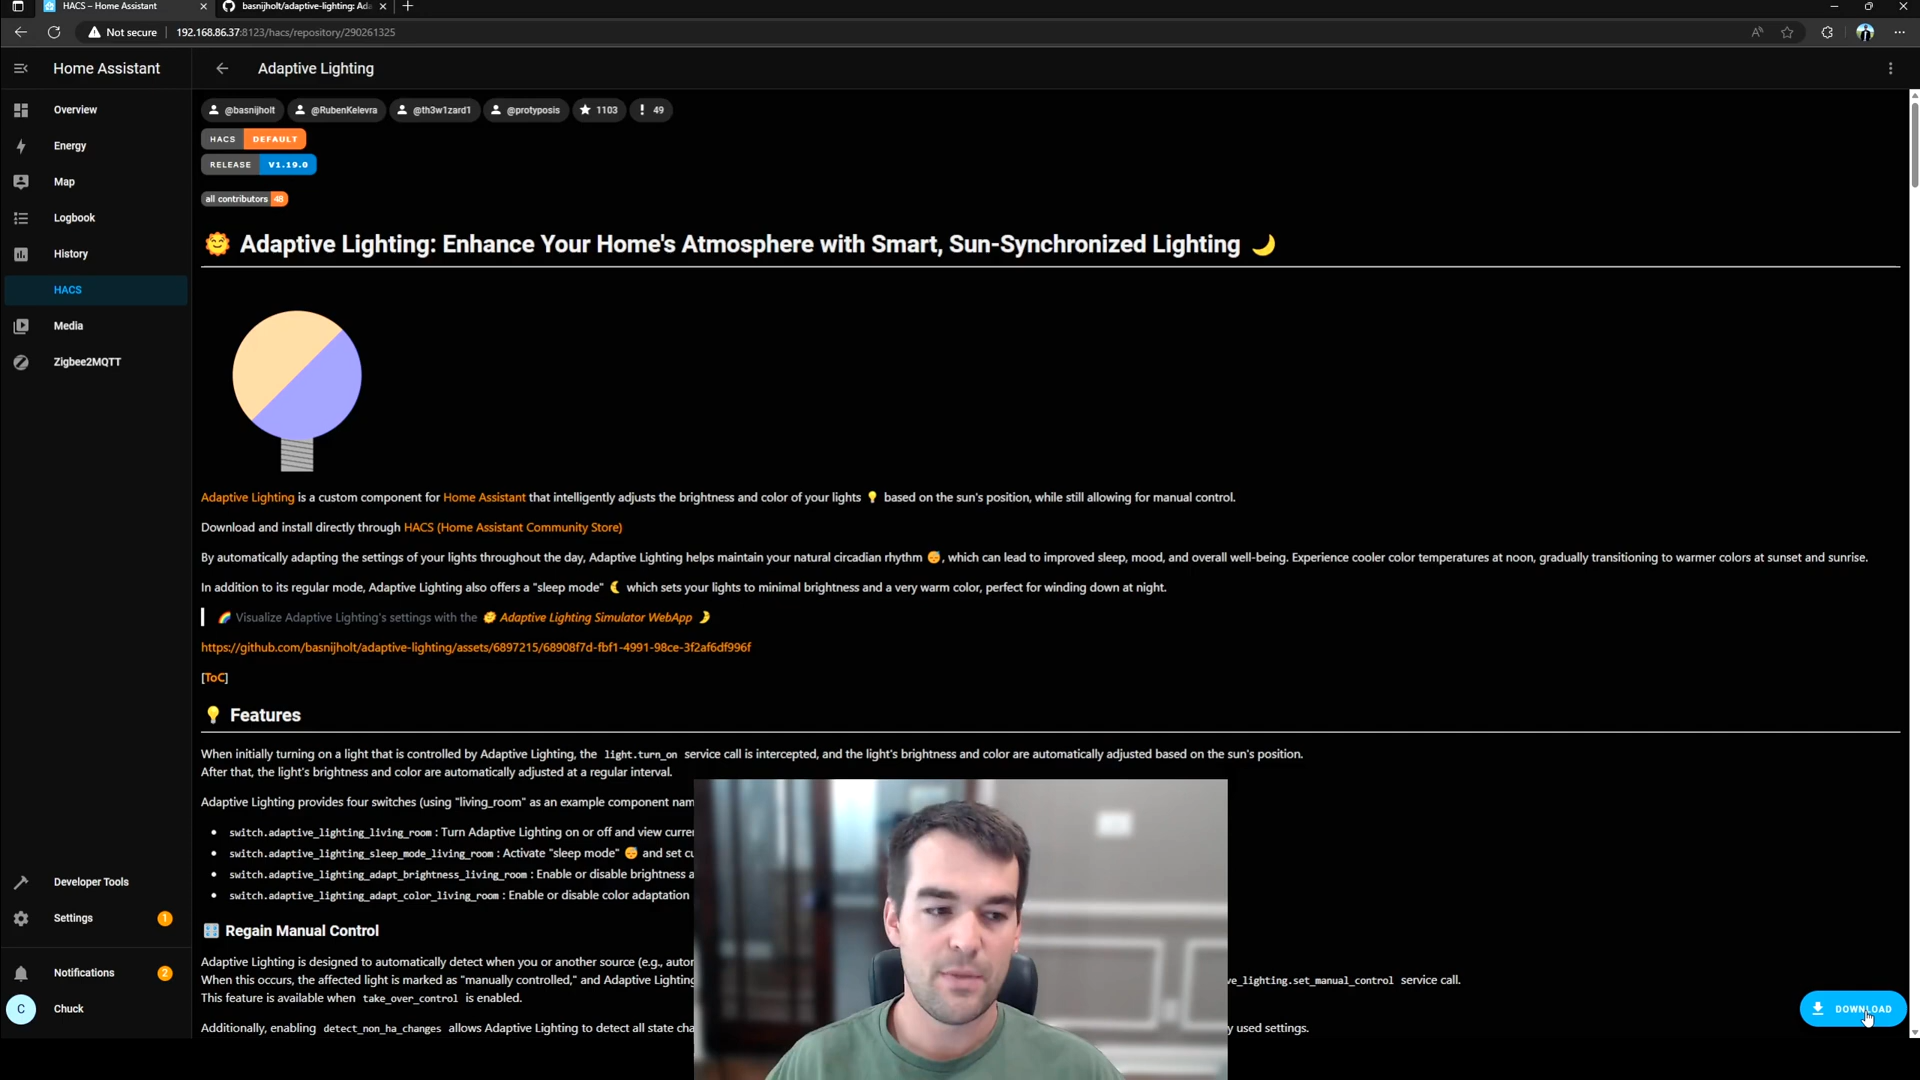 HACS – Home Assistant
basnijholt/adaptive-lighting: Ada
Not secure
192.168.86.37:8123/hacs/repository/290261325
Home Assistant
Adaptive Lighting
Overview
Energy
Map
Logbook
History
HACS
Media
Zigbee2MQTT
Developer Tools
Settings 1
Notifications 2
C Chuck
@basnijholt @RubenKelevra @th3w1zard1 @protyposis 1103 49
HACS DEFAULT
RELEASE V1.19.0
all contributors 48
Adaptive Lighting: Enhance Your Home's Atmosphere with Smart, Sun-Synchronized Lighting
Adaptive Lighting is a custom component for Home Assistant that intelligently adjusts the brightness and color of your lights 💡 based on the sun's position, while still allowing for manual control.
Download and install directly through HACS (Home Assistant Community Store)
By automatically adapting the settings of your lights throughout the day, Adaptive Lighting helps maintain your natural circadian rhythm 😴, which can lead to improved sleep, mood, and overall well-being. Experience cooler color temperatures at noon, gradually transitioning to warmer colors at sunset and sunrise.
In addition to its regular mode, Adaptive Lighting also offers a "sleep mode" 🌜 which sets your lights to minimal brightness and a very warm color, perfect for winding down at night.
🌈 Visualize Adaptive Lighting's settings with the 🌞 Adaptive Lighting Simulator WebApp 🌛
https://github.com/basnijholt/adaptive-lighting/assets/6897215/68908f7d-fbf1-4991-98ce-3f2af6df996f
[ToC]
💡 Features
When initially turning on a light that is controlled by Adaptive Lighting, the light.turn_on service call is intercepted, and the light's brightness and color are automatically adjusted based on the sun's position.
After that, the light's brightness and color are automatically adjusted at a regular interval.
Adaptive Lighting provides four switches (using "living_room" as an example component nam
• switch.adaptive_lighting_living_room : Turn Adaptive Lighting on or off and view curre
• switch.adaptive_lighting_sleep_mode_living_room : Activate "sleep mode" 😴 and set cu
• switch.adaptive_lighting_adapt_brightness_living_room : Enable or disable brightness a
• switch.adaptive_lighting_adapt_color_living_room : Enable or disable color adaptation
Regain Manual Control
Adaptive Lighting is designed to automatically detect when you or another source (e.g., autor
When this occurs, the affected light is marked as "manually controlled," and Adaptive Lighting ve_lighting.set_manual_control service call.
This feature is available when take_over_control is enabled.
Additionally, enabling detect_non_ha_changes allows Adaptive Lighting to detect all state cha y used settings.
DOWNLOAD